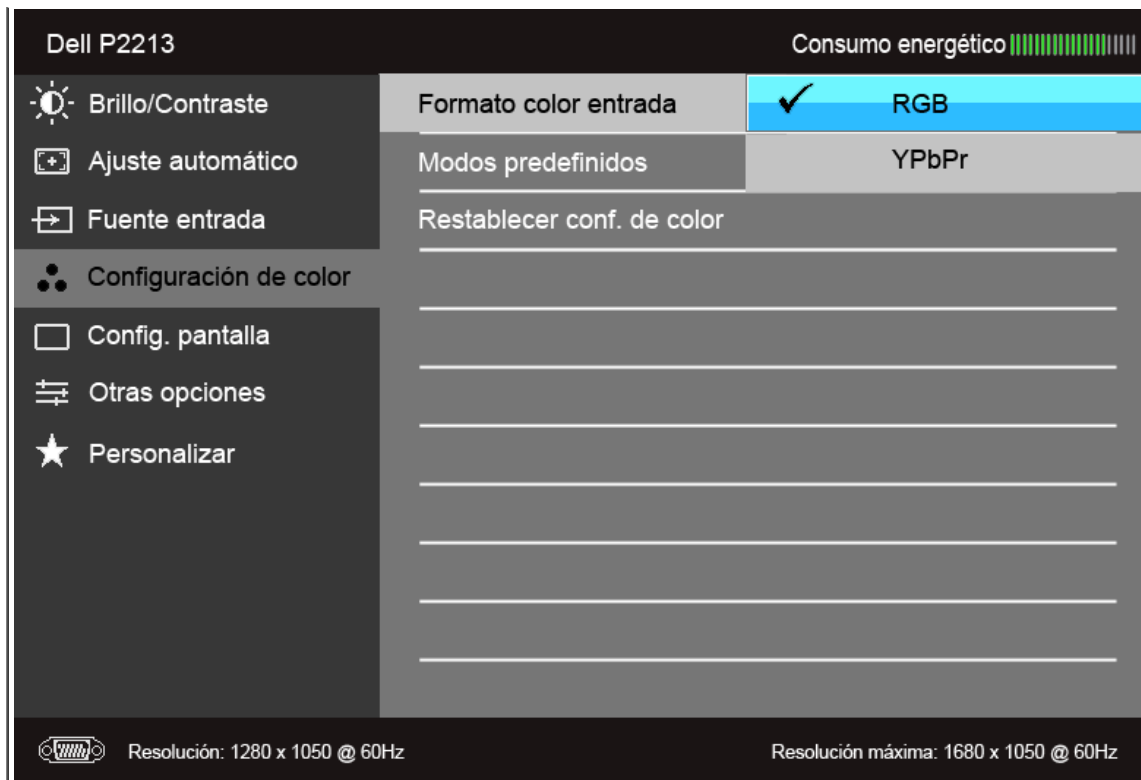 Dell P2213
Consumo energético
Brillo/Contraste
Formato color entrada
RGB
Ajuste automático
Modos predefinidos
YPbPr
Fuente entrada
Restablecer conf. de color
Configuración de color
Config. pantalla
Otras opciones
Personalizar
Resolución: 1280 x 1050 @ 60Hz
Resolución máxima: 1680 x 1050 @ 60Hz